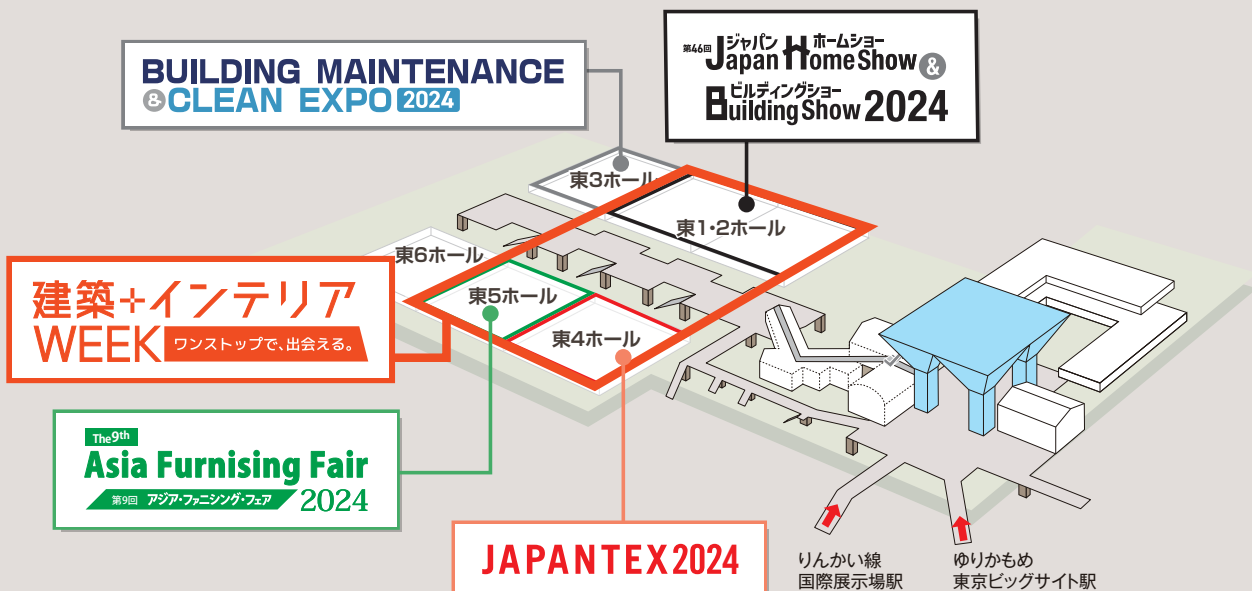 BUILDING MAINTENANCE
&CLEAN EXPO 2024
第46回 ジャパン ホームショー
Japan Home Show &
ビルディングショー
Building Show 2024
東3ホール
東1・2ホール
東6ホール
東5ホール
東4ホール
建築+インテリア
WEEK ワンストップで、出会える。
The 9th
Asia Furnising Fair
第9回 アジア・ファニシング・フェア 2024
JAPANTEX 2024
りんかい線
国際展示場駅
ゆりかもめ
東京ビッグサイト駅